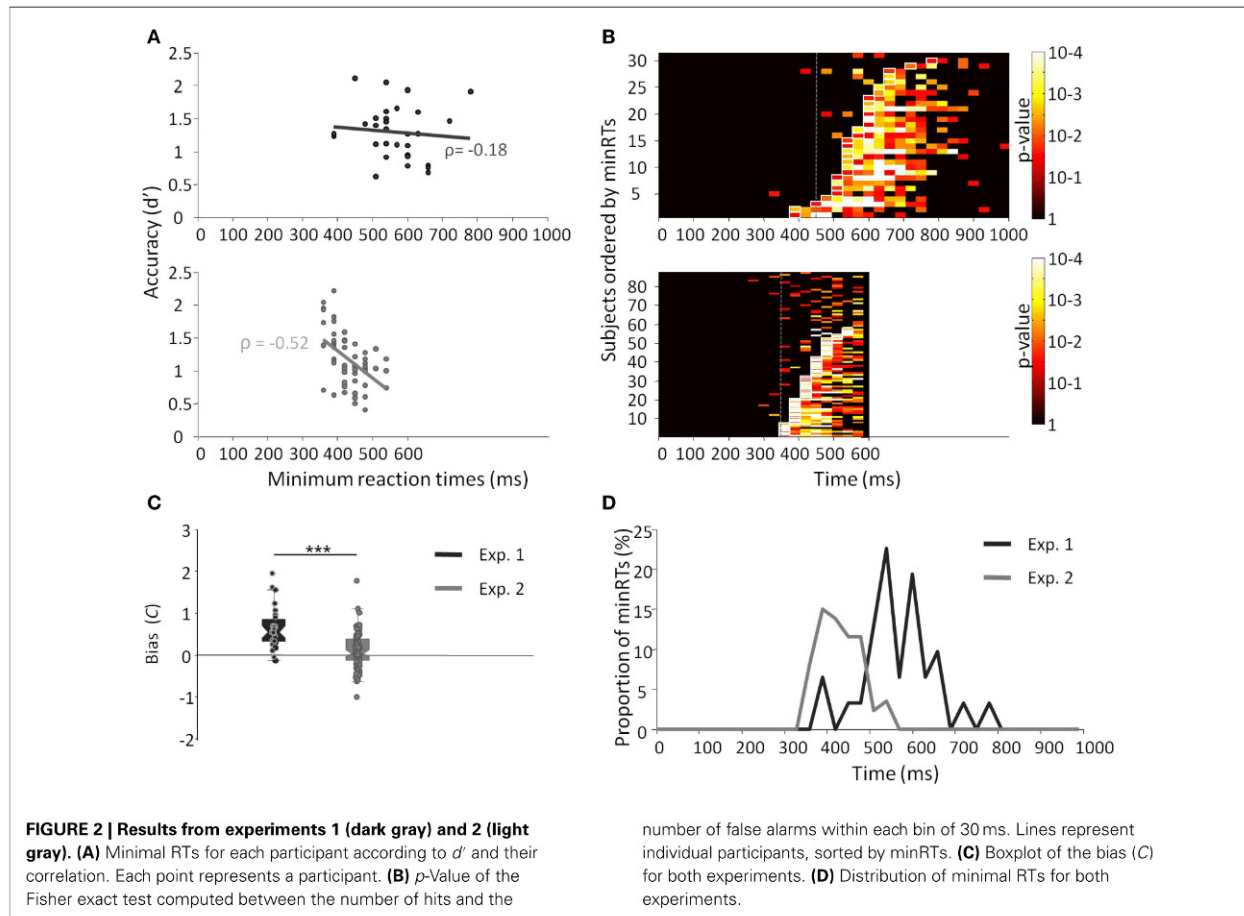 A
2.5
2
1.5
1
0.5
0
ρ= -0.18
0 100 200 300 400 500 600 700 800 900 1000
Accuracy (d')
2.5
2
1.5
1
0.5
0
ρ = -0.52
0 100 200 300 400 500 600
Minimum reaction times (ms)
B
30
25
20
15
10
5
0 100 200 300 400 500 600 700 800 900 1000
10-4
10-3
10-2
10-1
1
p-value
Subjects ordered by minRTs
80
70
60
50
40
30
20
10
0 100 200 300 400 500 600
Time (ms)
10-4
10-3
10-2
10-1
1
p-value
C
3
2
1
0
-1
-2
Bias (C)
***
Exp. 1
Exp. 2
D
25
20
15
10
5
0
Proportion of minRTs (%)
Exp. 1
Exp. 2
0 100 200 300 400 500 600 700 800 900 1000
Time (ms)
FIGURE 2 | Results from experiments 1 (dark gray) and 2 (light
gray). (A) Minimal RTs for each participant according to d′ and their
correlation. Each point represents a participant. (B) p-Value of the
Fisher exact test computed between the number of hits and the
number of false alarms within each bin of 30 ms. Lines represent
individual participants, sorted by minRTs. (C) Boxplot of the bias (C)
for both experiments. (D) Distribution of minimal RTs for both
experiments.